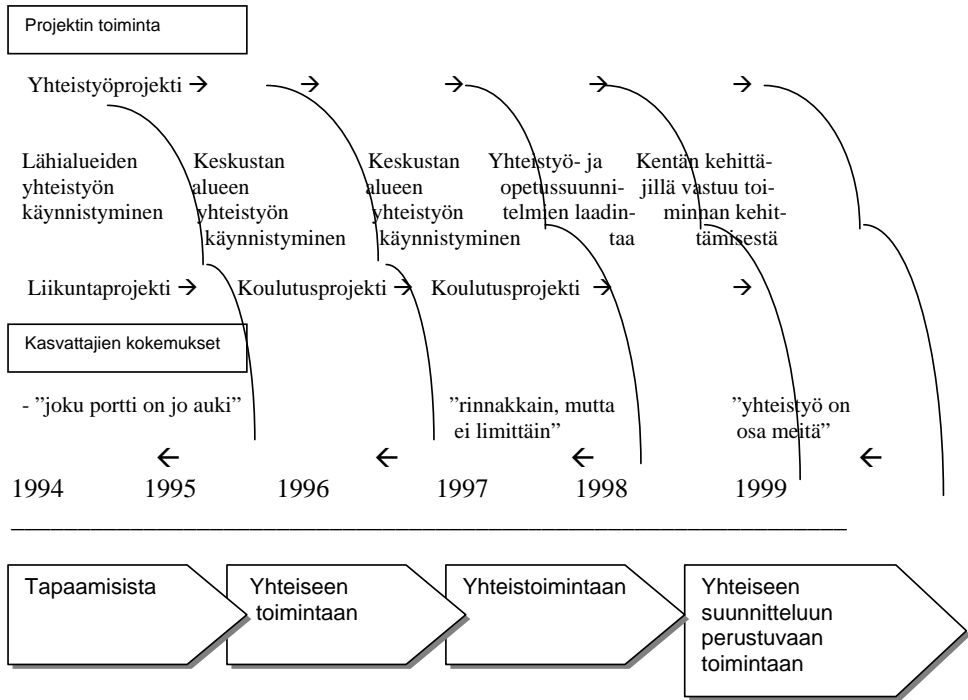 Projektin toiminta
Yhteistyöprojekti → → → → →
Lähialueiden
yhteistyön
käynnistyminen
Keskustan
alueen
yhteistyön
käynnistyminen
Keskustan
alueen
yhteistyön
käynnistyminen
Yhteistyö- ja
opetussuunni-
telmien laadin-
taa
Kentän kehittä-
jillä vastuu toi-
minnan kehit-
tämisestä
Liikuntaprojekti → Koulutusprojekti → Koulutusprojekti → →
Kasvattajien kokemukset
- ”joku portti on jo auki”
”rinnakkain, mutta
ei limittäin”
”yhteistyö on
osa meitä”
← ← ← ←
1994 1995 1996 1997 1998 1999
Tapaamisista
Yhteiseen
toimintaan
Yhteistoimintaan
Yhteiseen
suunnitteluun
perustuvaan
toimintaan